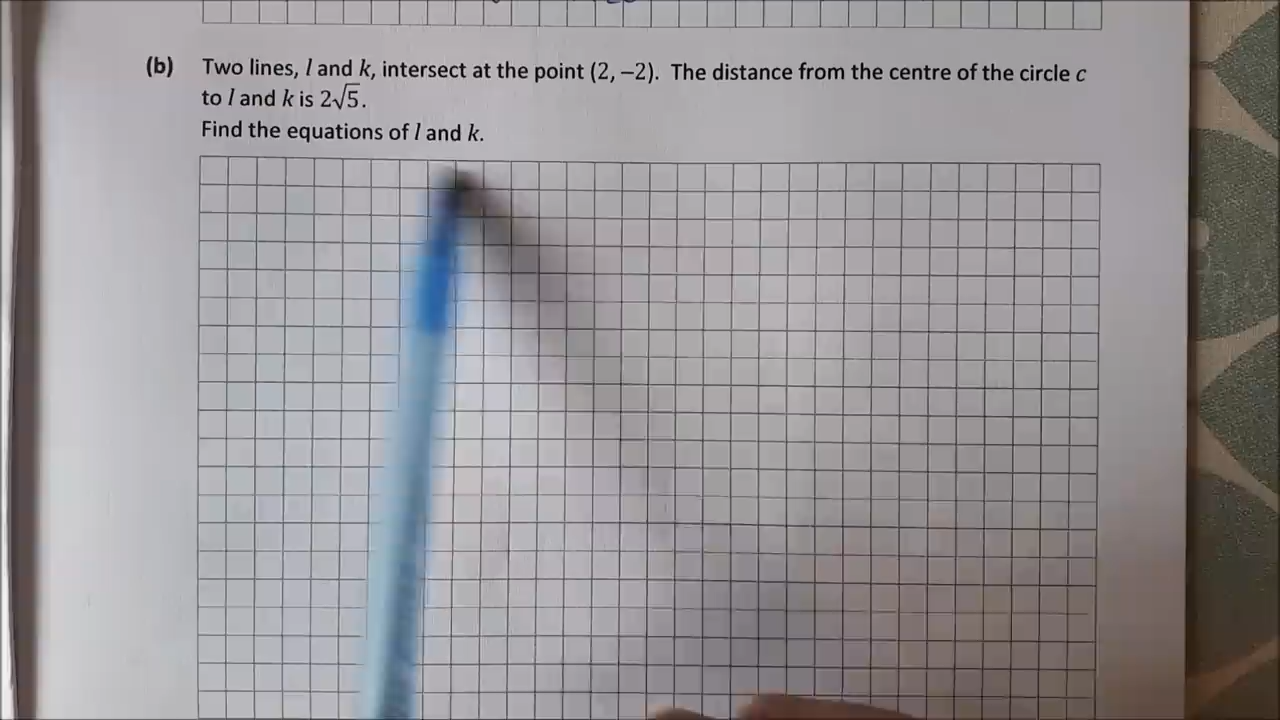 (b) Two lines, l and k, intersect at the point (2, −2). The distance from the centre of the circle c
to l and k is 2√5.
Find the equations of l and k.